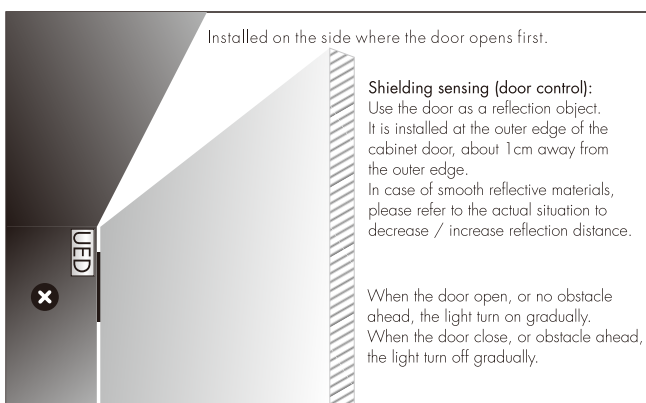 Installed on the side where the door opens first.
Shielding sensing (door control):
Use the door as a reflection object.
It is installed at the outer edge of the
cabinet door, about 1cm away from
the outer edge.
In case of smooth reflective materials,
please refer to the actual situation to
decrease / increase reflection distance.
UED
When the door open, or no obstacle
ahead, the light turn on gradually.
When the door close, or obstacle ahead,
the light turn off gradually.